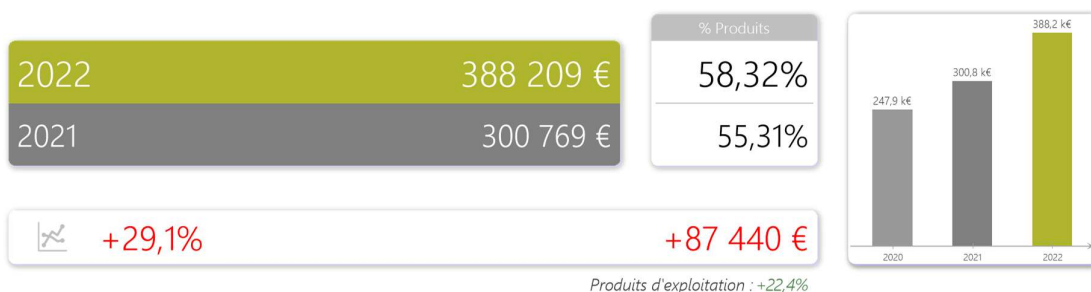 2022 388 209 €
2021 300 769 €
% Produits
58,32%
55,31%
+29,1% +87 440 €
Produits d'exploitation : +22,4%
388,2 k€
300,8 k€
247,9 k€
2020 2021 2022